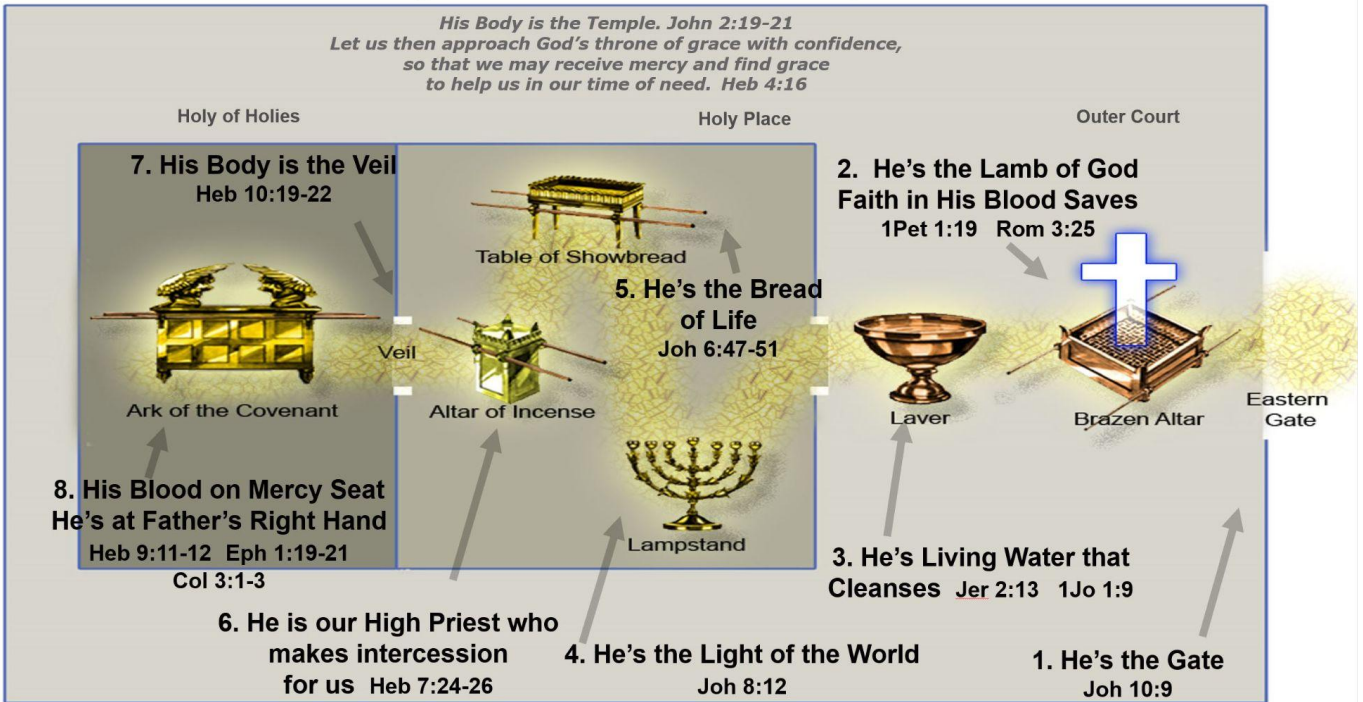 His Body is the Temple. John 2:19-21
Let us then approach God's throne of grace with confidence,
so that we may receive mercy and find grace
to help us in our time of need. Heb 4:16
Holy of Holies
Holy Place
Outer Court
7. His Body is the Veil
Heb 10:19-22
2. He's the Lamb of God
Faith in His Blood Saves
1Pet 1:19 Rom 3:25
Table of Showbread
5. He's the Bread
of Life
Joh 6:47-51
Veil
Ark of the Covenant
Altar of Incense
Laver
Brazen Altar
Eastern
Gate
8. His Blood on Mercy Seat
He's at Father's Right Hand
Heb 9:11-12 Eph 1:19-21
Col 3:1-3
Lampstand
3. He's Living Water that
Cleanses Jer 2:13 1Jo 1:9
6. He is our High Priest who
makes intercession
for us Heb 7:24-26
4. He's the Light of the World
Joh 8:12
1. He's the Gate
Joh 10:9